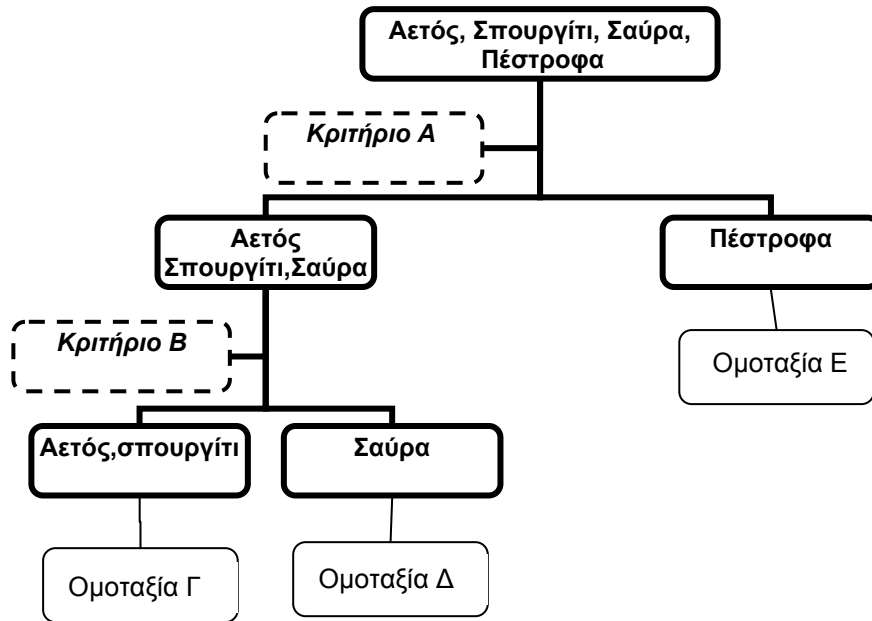 Αετός, Σπουργίτι, Σαύρα,
Πέστροφα
Κριτήριο Α
Αετός
Σπουργίτι,Σαύρα
Πέστροφα
Κριτήριο Β
Ομοταξία Ε
Αετός,σπουργίτι
Σαύρα
Ομοταξία Γ
Ομοταξία Δ